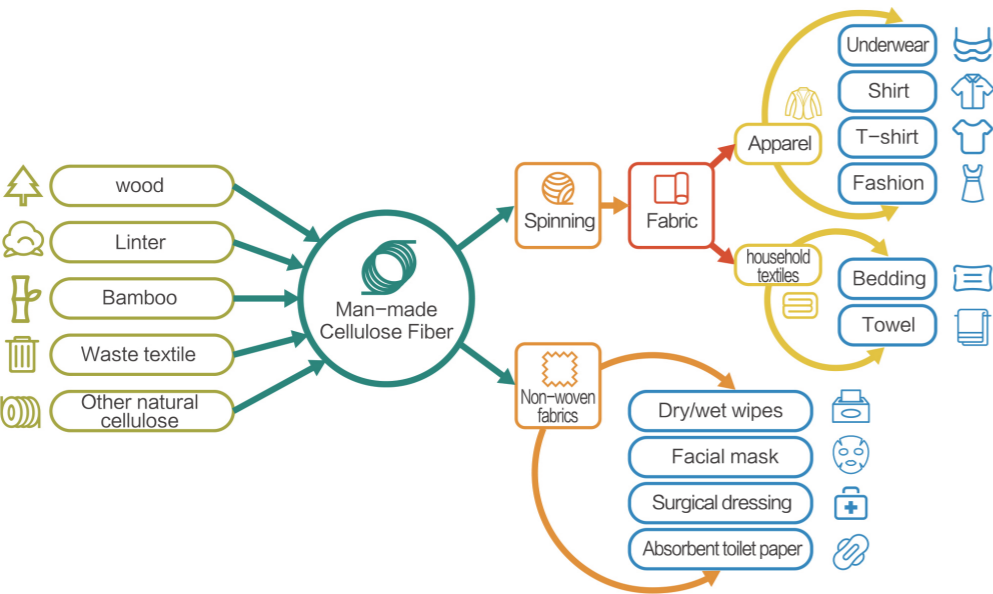 wood
Linter
Bamboo
Waste textile
Other natural
cellulose
Man-made
Cellulose Fiber
Spinning
Fabric
Apparel
Underwear
Shirt
T-shirt
Fashion
household
textiles
Bedding
Towel
Non-woven
fabrics
Dry/wet wipes
Facial mask
Surgical dressing
Absorbent toilet paper